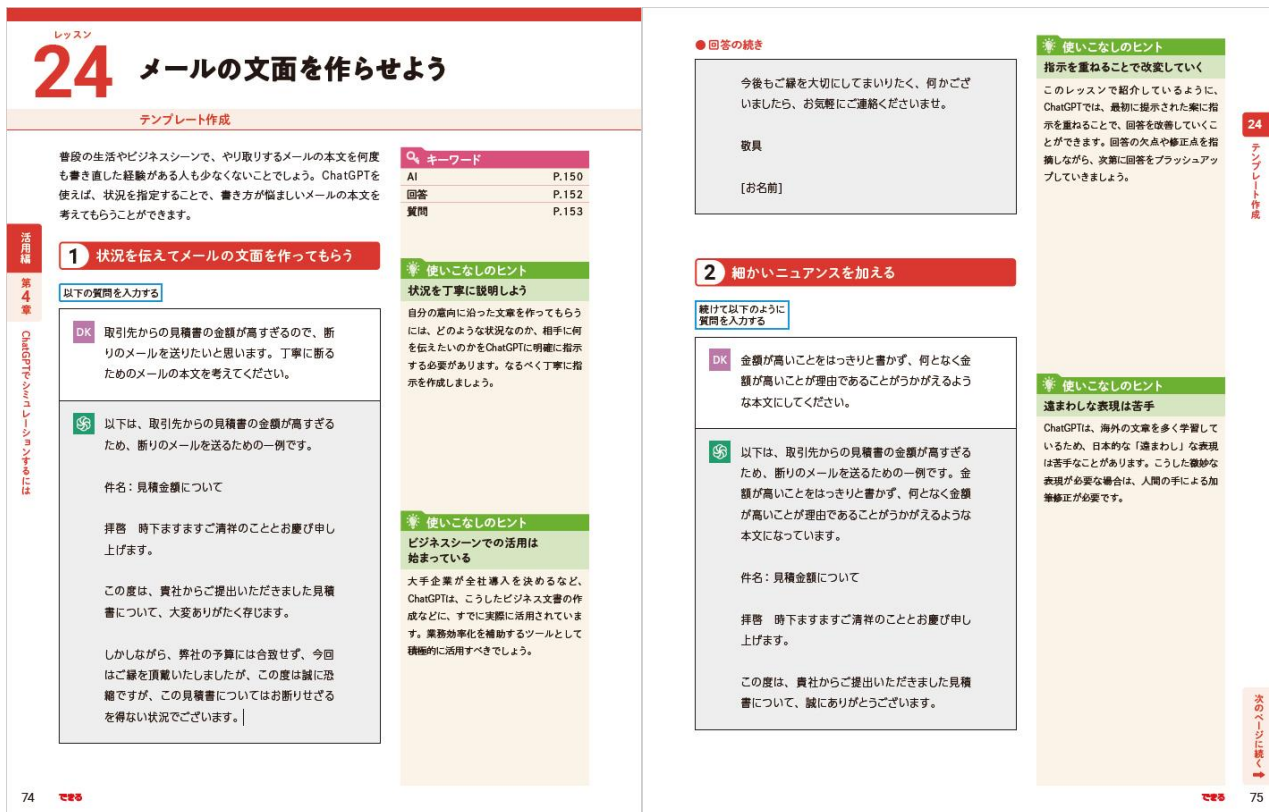 レッスン
24
メールの文面を作らせよう
テンプレート作成
普段の生活やビジネスシーンで、やり取りするメールの本文を何度
も書き直した経験がある人も少なくないことでしょう。ChatGPTを
使えば、状況を指定することで、書き方が悩ましいメールの本文を
考えてもらうことができます。
キーワード
AI P.150
回答 P.152
質問 P.153
活用編
第4章
ChatGPTでシミュレーションするには
1 状況を伝えてメールの文面を作ってもらう
以下の質問を入力する
DK 取引先からの見積書の金額が高すぎるので、断
りのメールを送りたいと思います。丁寧に断る
ためのメールの本文を考えてください。
以下は、取引先からの見積書の金額が高すぎる
ため、断りのメールを送るための一例です。
件名：見積金額について
拝啓　時下ますますご清祥のこととお慶び申し
上げます。
この度は、貴社からご提出いただきました見積
書について、大変ありがたく存じます。
しかしながら、弊社の予算には合致せず、今回
はご縁を頂戴いたしましたが、この度は誠に恐
縮ですが、この見積書についてはお断りせざる
を得ない状況でございます。
使いこなしのヒント
状況を丁寧に説明しよう
自分の意向に沿った文章を作ってもらう
には、どのような状況なのか、相手に何
を伝えたいのかをChatGPTに明確に指示
する必要があります。なるべく丁寧に指
示を作成しましょう。
使いこなしのヒント
ビジネスシーンでの活用は
始まっている
大手企業が全社導入を決めるなど、
ChatGPTは、こうしたビジネス文書の作
成などに、すでに実際に活用されていま
す。業務効率化を補助するツールとして
積極的に活用すべきでしょう。
74 できる
●回答の続き
今後もご縁を大切にしてまいりたく、何かござ
いましたら、お気軽にご連絡くださいませ。
敬具
[お名前]
2 細かいニュアンスを加える
続けて以下のように
質問を入力する
DK 金額が高いことをはっきりと書かず、何となく金
額が高いことが理由であることがうかがえるよう
な本文にしてください。
以下は、取引先からの見積書の金額が高すぎる
ため、断りのメールを送るための一例です。金
額が高いことをはっきりと書かず、何となく金額
が高いことが理由であることがうかがえるような
本文になっています。
件名：見積金額について
拝啓　時下ますますご清祥のこととお慶び申し
上げます。
この度は、貴社からご提出いただきました見積
書について、誠にありがとうございます。
使いこなしのヒント
指示を重ねることで改変していく
このレッスンで紹介しているように、
ChatGPTでは、最初に提示された案に指
示を重ねることで、回答を改善していくこ
とができます。回答の欠点や修正点を指
摘しながら、次第に回答をブラッシュアッ
プしていきましょう。
使いこなしのヒント
遠まわしな表現は苦手
ChatGPTは、海外の文章を多く学習して
いるため、日本的な「遠まわし」な表現
は苦手なことがあります。こうした微妙な
表現が必要な場合は、人間の手による加
筆修正が必要です。
24
テンプレート作成
次のページに続く➡
できる 75